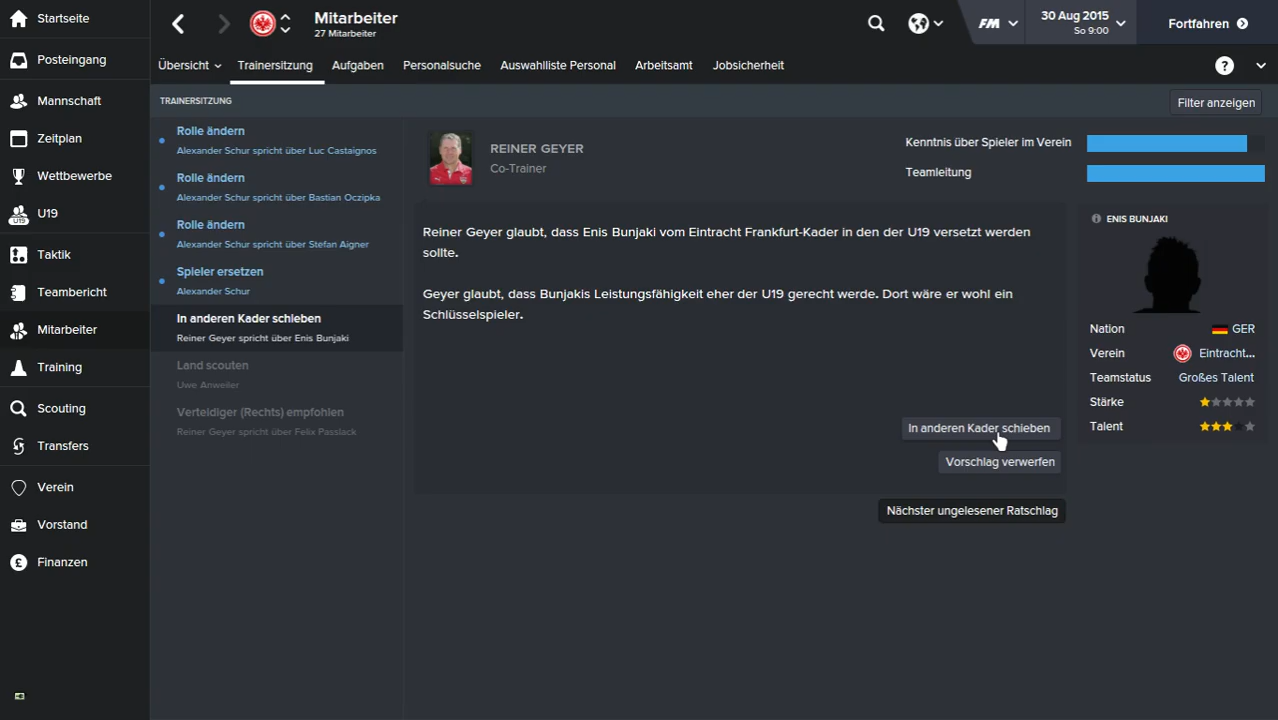 Startseite
Posteingang
Mannschaft
Zeitplan
Wettbewerbe
U19
U19
Taktik
Teambericht
Mitarbeiter
Training
Scouting
Transfers
Verein
Vorstand
Finanzen
Mitarbeiter
27 Mitarbeiter
FM
30 Aug 2015
So 9:00
Fortfahren
Übersicht
Trainersitzung
Aufgaben
Personalsuche
Auswahlliste Personal
Arbeitsamt
Jobsicherheit
?
TRAINERSITZUNG
Filter anzeigen
Rolle ändern
Alexander Schur spricht über Luc Castaignos
Rolle ändern
Alexander Schur spricht über Bastian Oczipka
Rolle ändern
Alexander Schur spricht über Stefan Aigner
Spieler ersetzen
Alexander Schur
In anderen Kader schieben
Reiner Geyer spricht über Enis Bunjaki
Land scouten
Uwe Anweiler
Verteidiger (Rechts) empfohlen
Reiner Geyer spricht über Felix Passlack
REINER GEYER
Co-Trainer
Kenntnis über Spieler im Verein
Teamleitung
Reiner Geyer glaubt, dass Enis Bunjaki vom Eintracht Frankfurt-Kader in den der U19 versetzt werden
sollte.
Geyer glaubt, dass Bunjakis Leistungsfähigkeit eher der U19 gerecht werde. Dort wäre er wohl ein
Schlüsselspieler.
In anderen Kader schieben
Vorschlag verwerfen
Nächster ungelesener Ratschlag
ENIS BUNJAKI
Nation GER
Verein Eintracht...
Teamstatus Großes Talent
Stärke
Talent